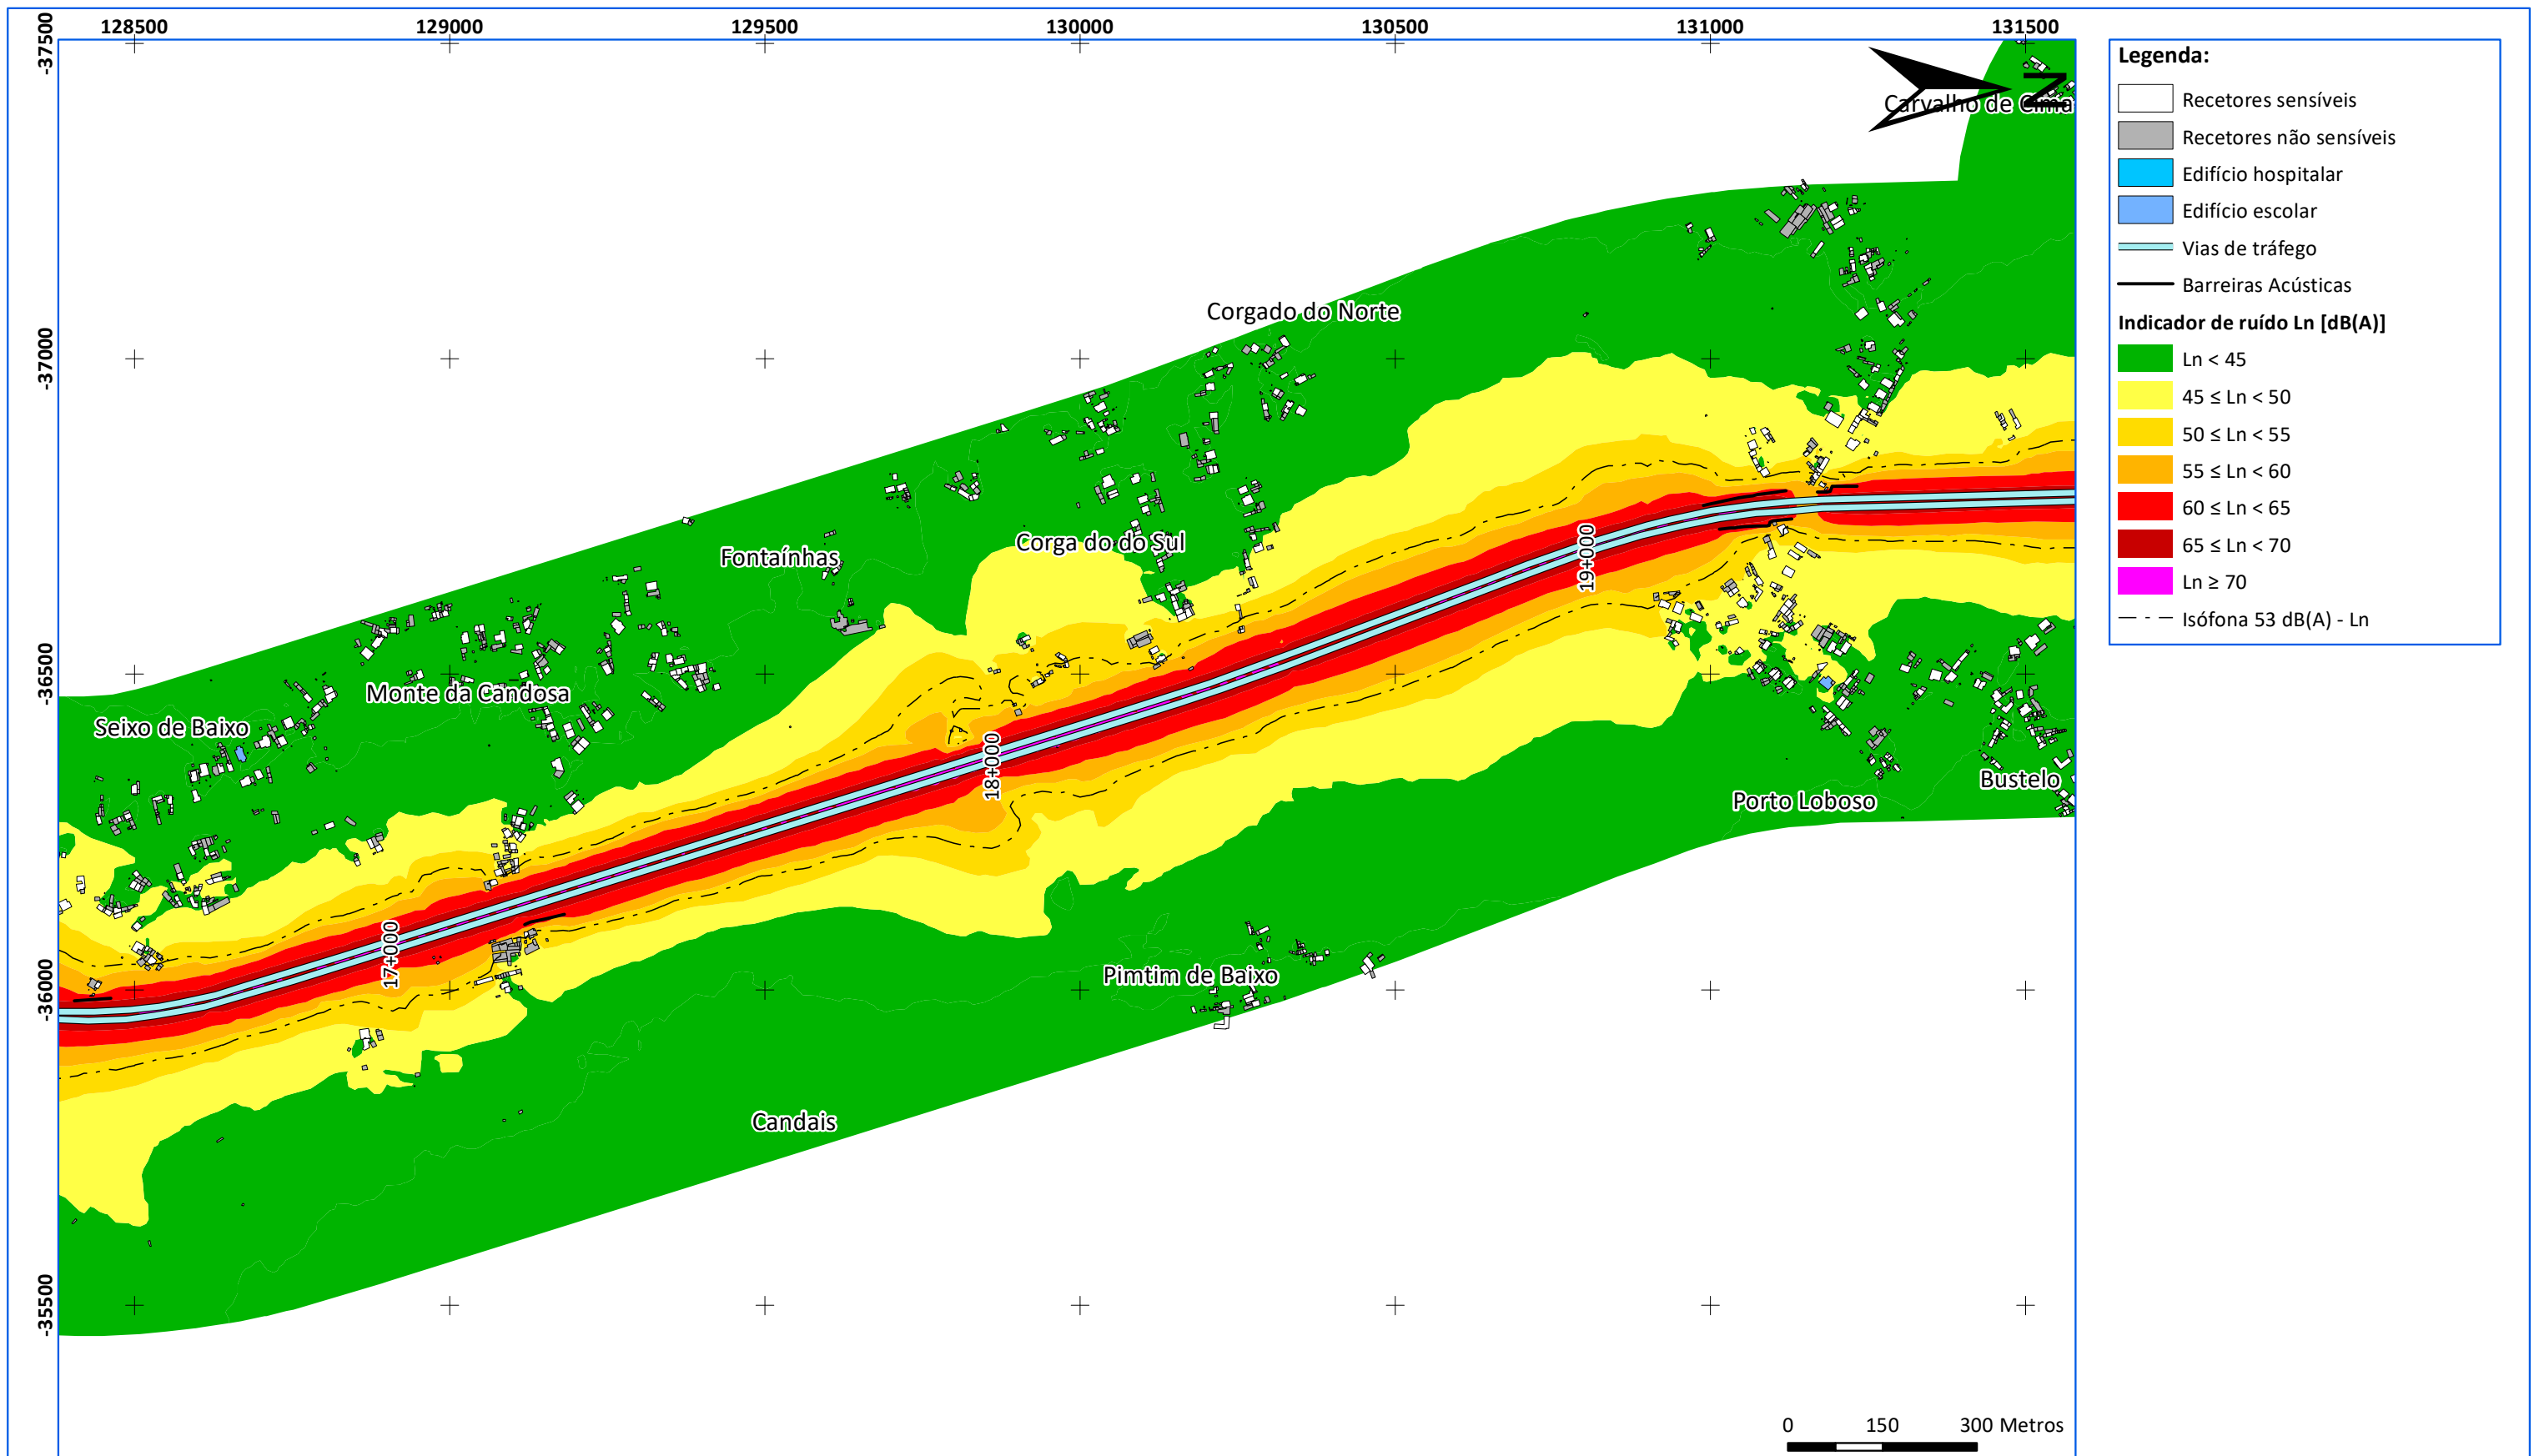 128500 129000 129500 130000 130500 131000 131500
-37500
-37000
-36500
-36000
-35500
N
Carvalho de Cima
Corgado do Norte
Corga do do Sul
Fontaínhas
Monte da Candosa
Seixo de Baixo
19+000
18+000
17+000
Porto Loboso
Bustelo
Pimtim de Baixo
Candais
0 150 300 Metros
Legenda:
Recetores sensíveis
Recetores não sensíveis
Edifício hospitalar
Edifício escolar
Vias de tráfego
Barreiras Acústicas
Indicador de ruído Ln [dB(A)]
Ln < 45
45 ≤ Ln < 50
50 ≤ Ln < 55
55 ≤ Ln < 60
60 ≤ Ln < 65
65 ≤ Ln < 70
Ln ≥ 70
Isófona 53 dB(A) - Ln